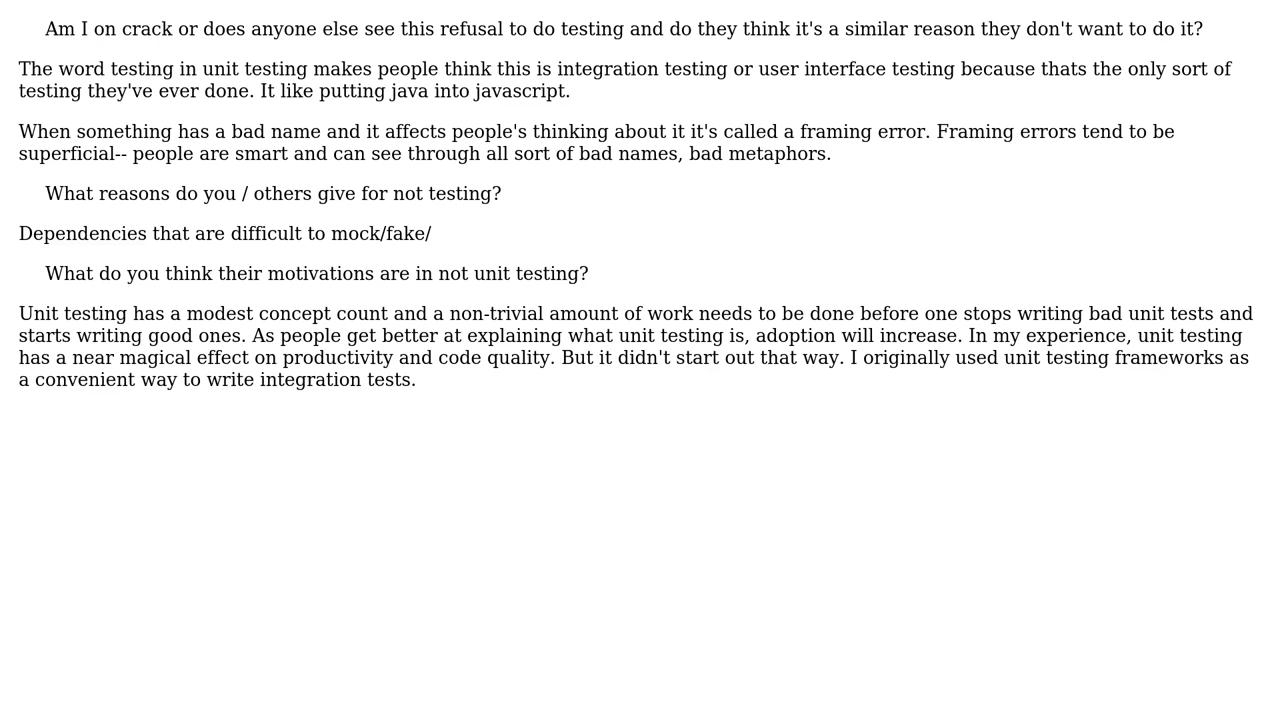 Am I on crack or does anyone else see this refusal to do testing and do they think it's a similar reason they don't want to do it?
The word testing in unit testing makes people think this is integration testing or user interface testing because thats the only sort of
testing they've ever done. It like putting java into javascript.
When something has a bad name and it affects people's thinking about it it's called a framing error. Framing errors tend to be
superficial-- people are smart and can see through all sort of bad names, bad metaphors.
What reasons do you / others give for not testing?
Dependencies that are difficult to mock/fake/
What do you think their motivations are in not unit testing?
Unit testing has a modest concept count and a non-trivial amount of work needs to be done before one stops writing bad unit tests and
starts writing good ones. As people get better at explaining what unit testing is, adoption will increase. In my experience, unit testing
has a near magical effect on productivity and code quality. But it didn't start out that way. I originally used unit testing frameworks as
a convenient way to write integration tests.